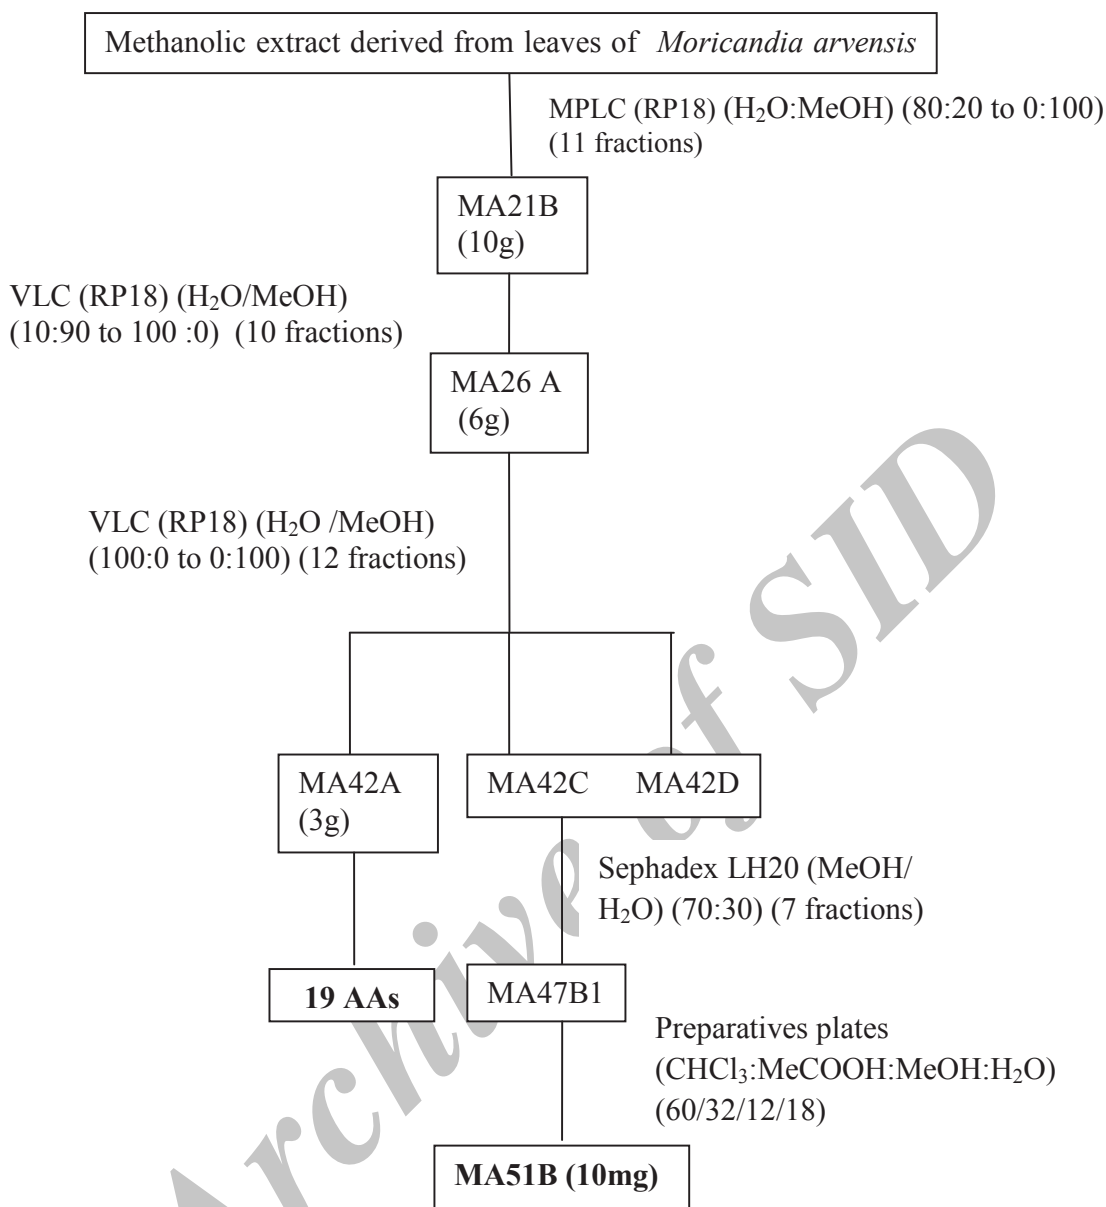 Methanolic extract derived from leaves of Moricandia arvensis
MPLC (RP18) (H₂O:MeOH) (80:20 to 0:100)
(11 fractions)
MA21B
(10g)
VLC (RP18) (H₂O/MeOH)
(10:90 to 100 :0) (10 fractions)
MA26 A
(6g)
VLC (RP18) (H₂O /MeOH)
(100:0 to 0:100) (12 fractions)
MA42A
(3g)
MA42C MA42D
Sephadex LH20 (MeOH/
H₂O) (70:30) (7 fractions)
19 AAs
MA47B1
Preparatives plates
(CHCl₃:MeCOOH:MeOH:H₂O)
(60/32/12/18)
MA51B (10mg)
Archive of SID